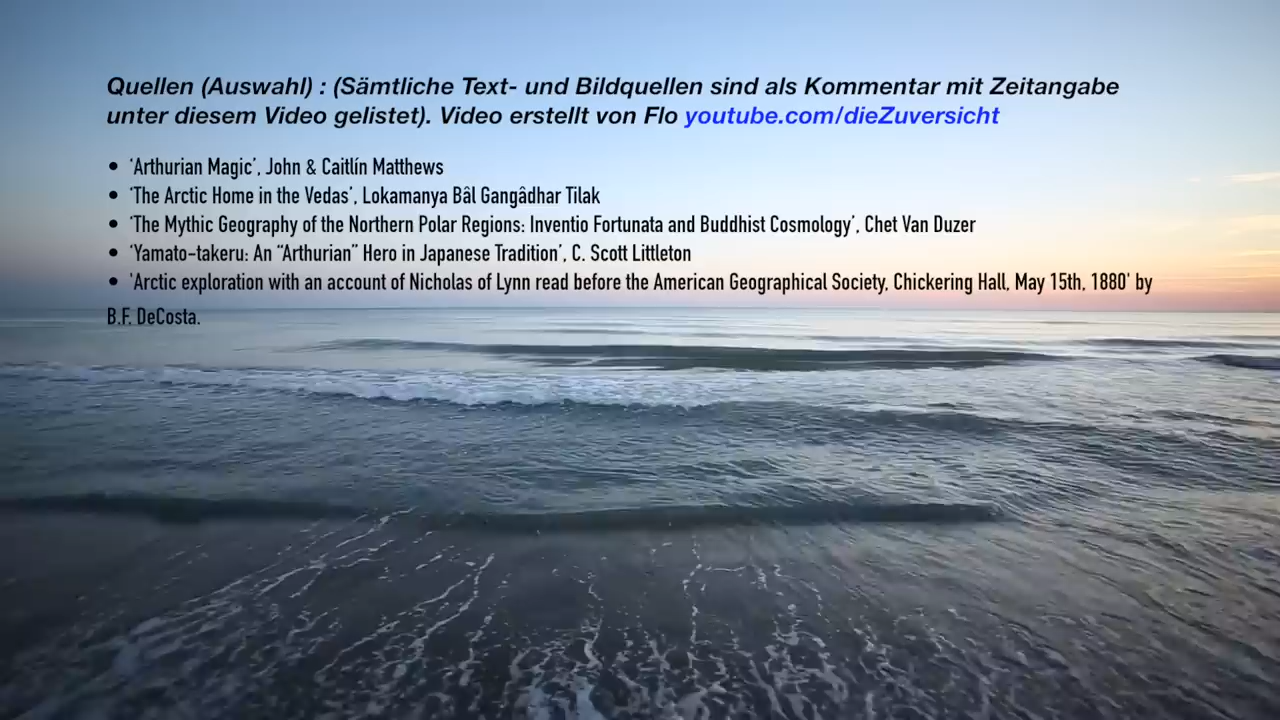 Quellen (Auswahl) : (Sämtliche Text- und Bildquellen sind als Kommentar mit Zeitangabe
unter diesem Video gelistet). Video erstellt von Flo youtube.com/dieZuversicht
• ‘Arthurian Magic’, John & Caitlín Matthews
• ‘The Arctic Home in the Vedas’, Lokamanya Bâl Gangâdhar Tilak
• ‘The Mythic Geography of the Northern Polar Regions: Inventio Fortunata and Buddhist Cosmology’, Chet Van Duzer
• ‘Yamato-takeru: An “Arthurian” Hero in Japanese Tradition’, C. Scott Littleton
• 'Arctic exploration with an account of Nicholas of Lynn read before the American Geographical Society, Chickering Hall, May 15th, 1880' by
B.F. DeCosta.